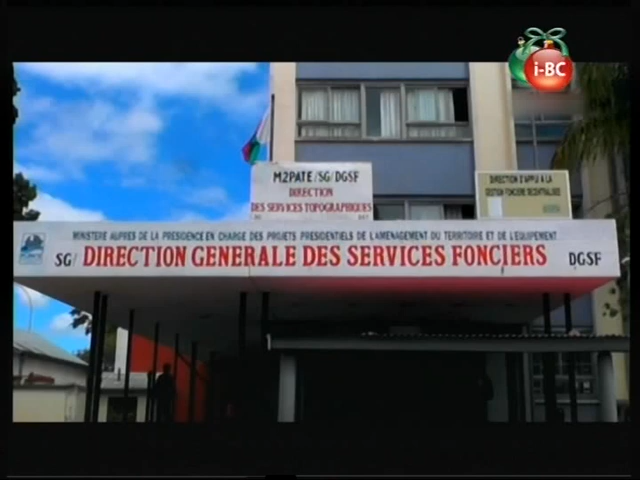 i-BC
M2PATE/SG/DGSF
DIRECTION
DES SERVICES TOPOGRAPHIQUES
DIRECTION D'APPUI A
LA GESTION FONCIERE DECENTRALISEE
MINISTERE AUPRES DE LA PRESIDENCE EN CHARGE DES PROJETS PRESIDENTIELS DE L'AMENAGEMENT DU TERRITOIRE ET DE L'EQUIPEMENT
SG/ DIRECTION GENERALE DES SERVICES FONCIERS DGSF